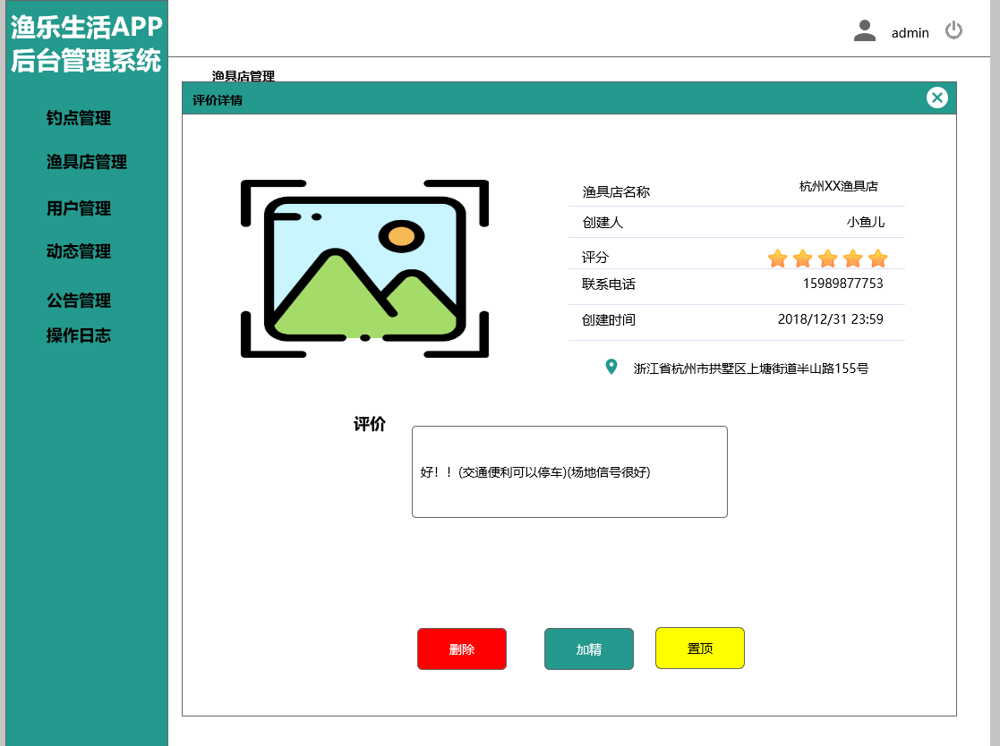 渔乐生活APP
后台管理系统
admin
钓点管理
渔具店管理
用户管理
动态管理
公告管理
操作日志
渔具店管理
评价详情
渔具店名称 杭州XX渔具店
创建人 小鱼儿
评分
联系电话 15989877753
创建时间 2018/12/31 23:59
浙江省杭州市拱墅区上塘街道半山路155号
评价
好！！(交通便利可以停车)(场地信号很好)
删除 加精 置顶